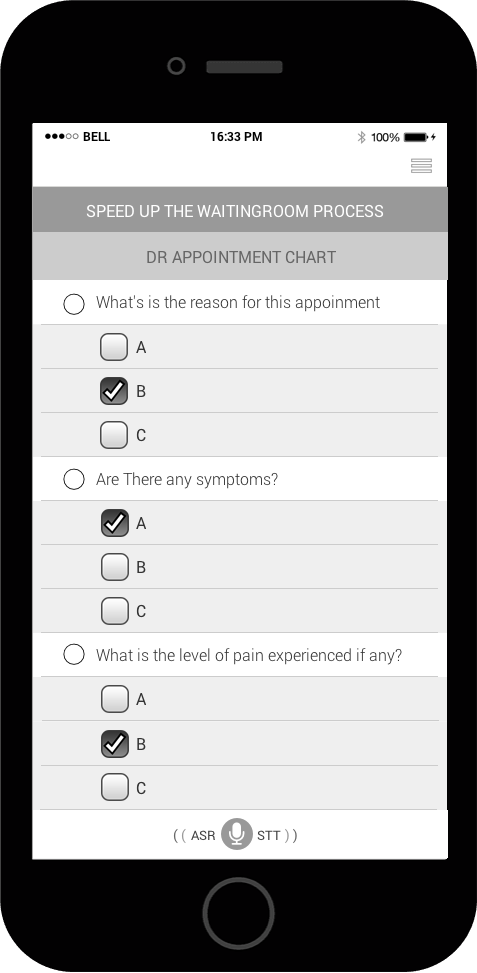 BELL 16:33 PM 100%
SPEED UP THE WAITINGROOM PROCESS
DR APPOINTMENT CHART
What's is the reason for this appoinment
A
B
C
Are There any symptoms?
A
B
C
What is the level of pain experienced if any?
A
B
C
( ( ASR STT ) )